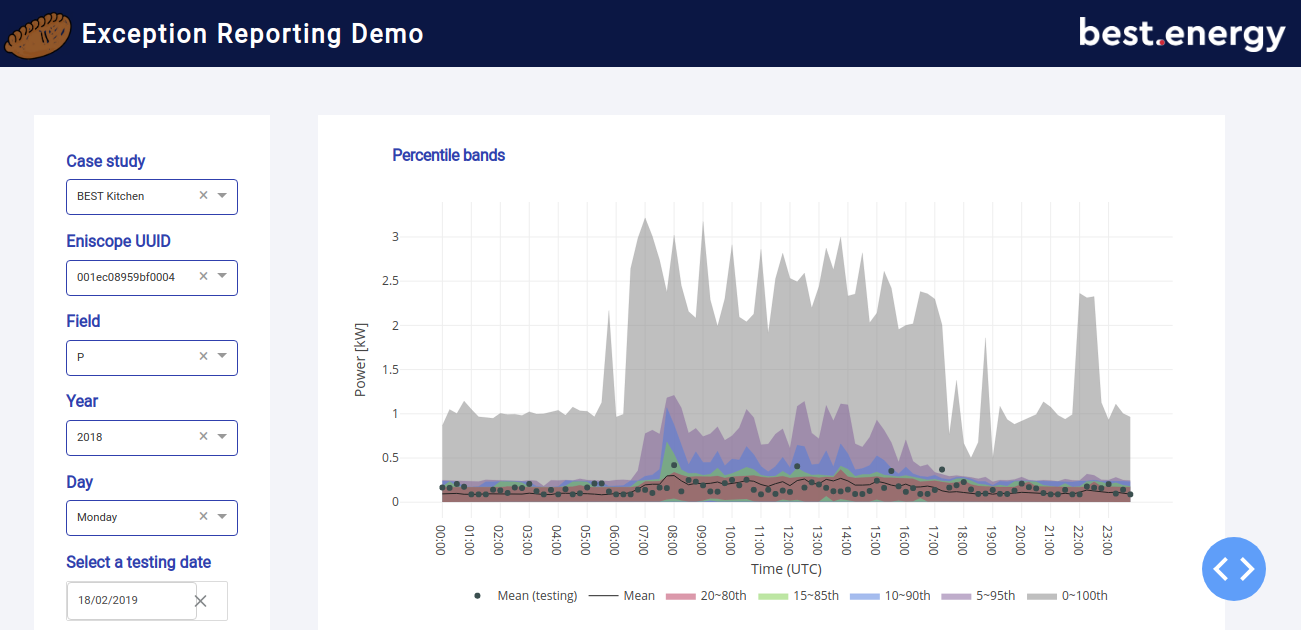 Exception Reporting Demo
best.energy
Case study
BEST Kitchen
Eniscope UUID
001ec08959bf0004
Field
P
Year
2018
Day
Monday
Select a testing date
18/02/2019
Percentile bands
Power [kW]
3
2.5
2
1.5
1
0.5
0
00:00
01:00
02:00
03:00
04:00
05:00
06:00
07:00
08:00
09:00
10:00
11:00
12:00
13:00
14:00
15:00
16:00
17:00
18:00
19:00
20:00
21:00
22:00
23:00
Time (UTC)
Mean (testing) Mean 20~80th 15~85th 10~90th 5~95th 0~100th